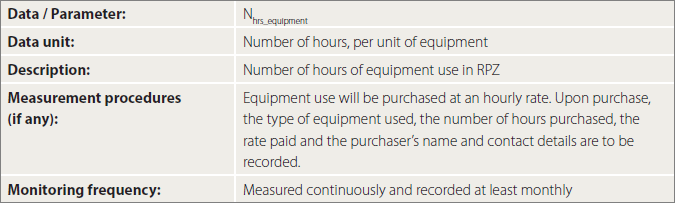 Data / Parameter: Nhrs_equipment
Data unit: Number of hours, per unit of equipment
Description: Number of hours of equipment use in RPZ
Measurement procedures (if any): Equipment use will be purchased at an hourly rate. Upon purchase,
the type of equipment used, the number of hours purchased, the
rate paid and the purchaser's name and contact details are to be
recorded.
Monitoring frequency: Measured continuously and recorded at least monthly